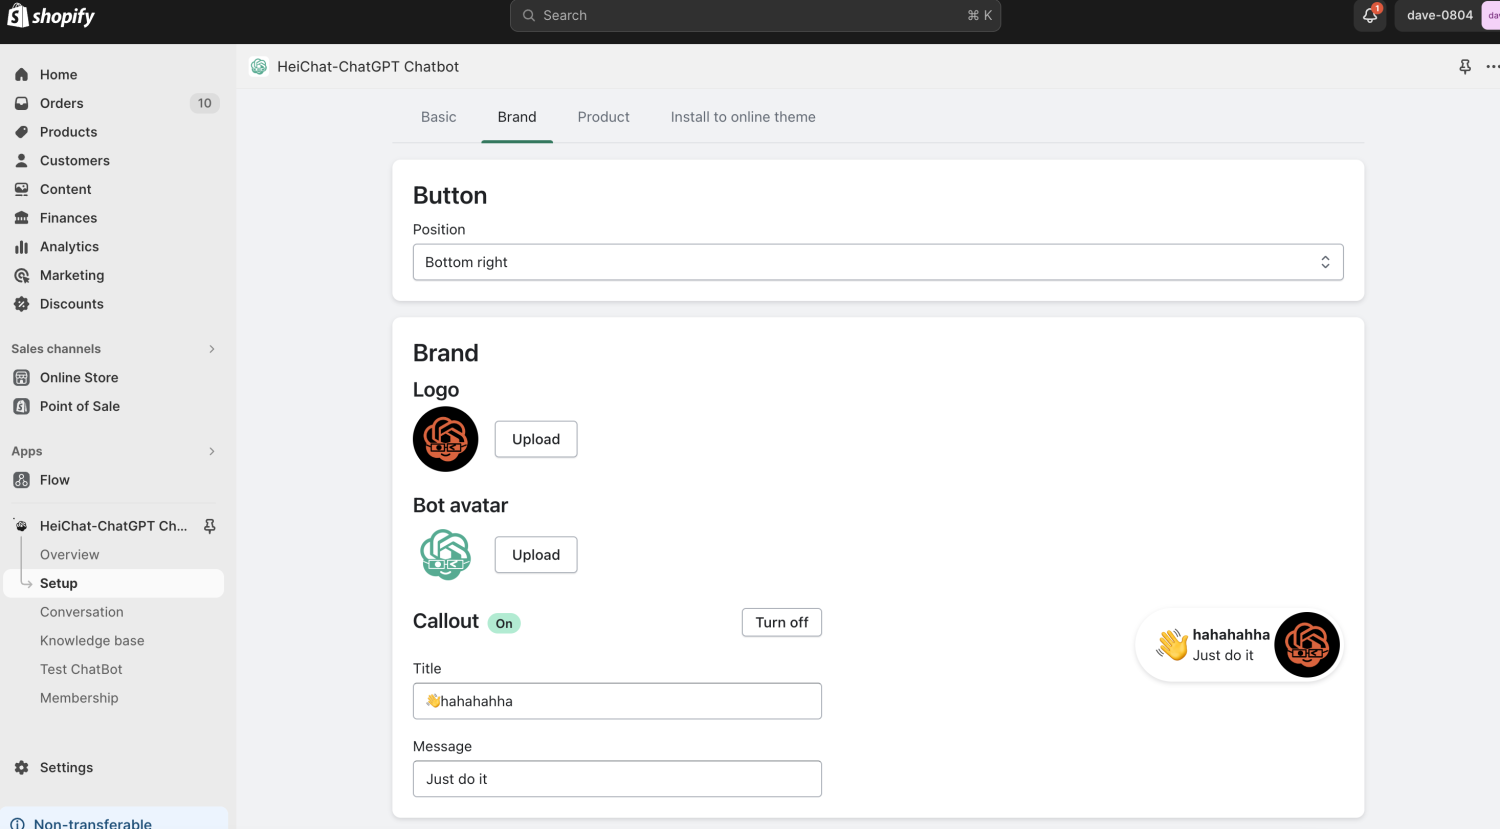 shopify
Search
⌘ K
1
dave-0804
Home
Orders
10
Products
Customers
Content
Finances
Analytics
Marketing
Discounts
Sales channels
Online Store
Point of Sale
Apps
Flow
HeiChat-ChatGPT Ch...
Overview
Setup
Conversation
Knowledge base
Test ChatBot
Membership
Settings
Non-transferable
HeiChat-ChatGPT Chatbot
Basic
Brand
Product
Install to online theme
Button
Position
Bottom right
Brand
Logo
Upload
Bot avatar
Upload
Callout
On
Turn off
Title
👋hahahahha
Message
Just do it
👋
hahahahha
Just do it